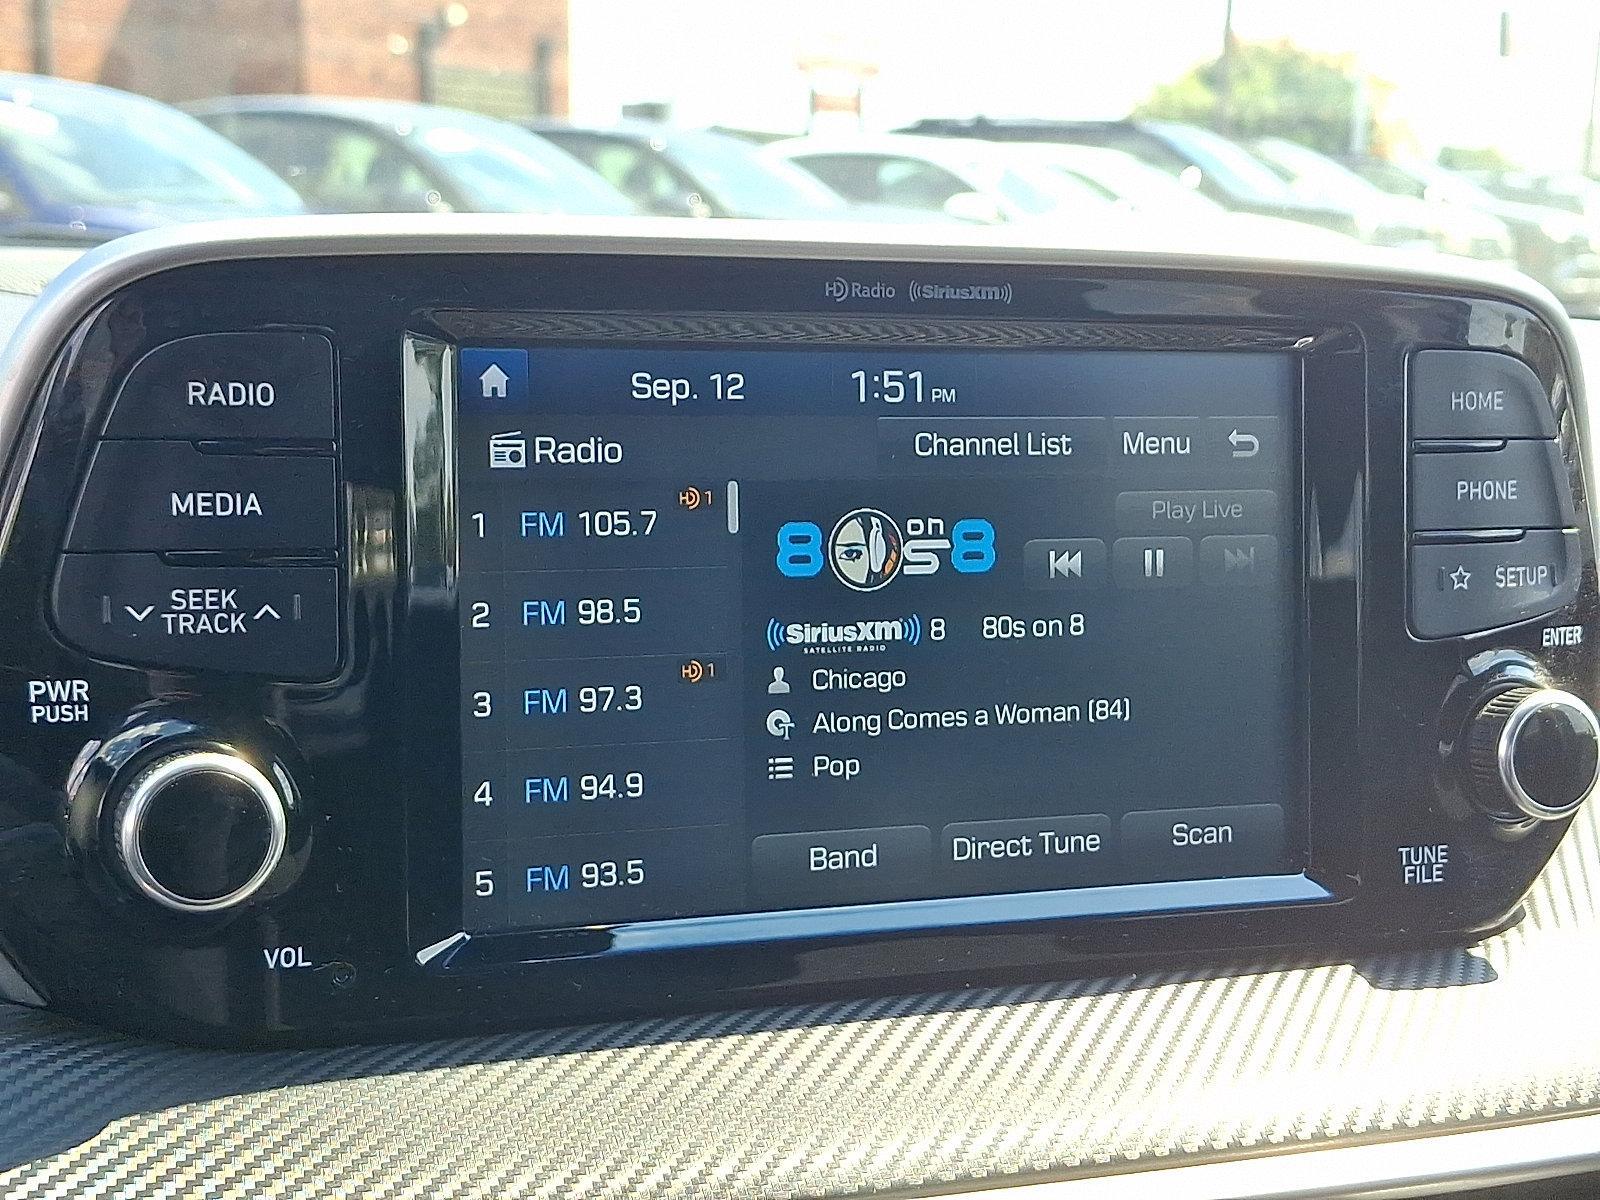 HD Radio ((SiriusXM))
RADIO
MEDIA
SEEK
TRACK
PWR
PUSH
VOL
Sep. 12 1:51 PM
Radio
Channel List
Menu
1 FM 105.7 HD 1
2 FM 98.5
3 FM 97.3 HD 1
4 FM 94.9
5 FM 93.5
80s on 8
Play Live
((SiriusXM)) 8 80s on 8
SATELLITE RADIO
Chicago
Along Comes a Woman (84)
Pop
Band
Direct Tune
Scan
HOME
PHONE
SETUP
ENTER
TUNE
FILE